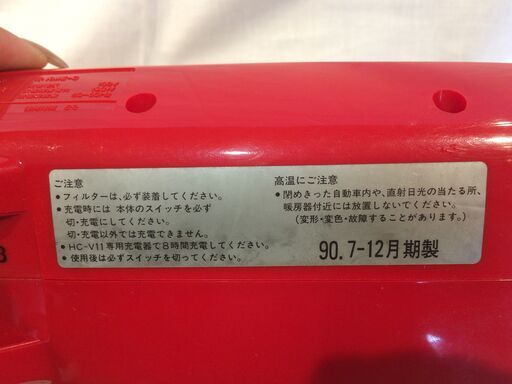 ご注意
●フィルターは、必ず装着してください。
●充電時には 本体のスイッチを必ず
切・充電にしてください。
切・充電以外では充電できません。
●HC-V11専用充電器で8時間充電してください。
●使用後は必ずスイッチを切ってください。
高温にご注意
●閉めきった自動車内や、直射日光の当たる所、
暖房器付近には放置しないでください。
(変形・変色・故障することがあります。)
90.7-12月期製